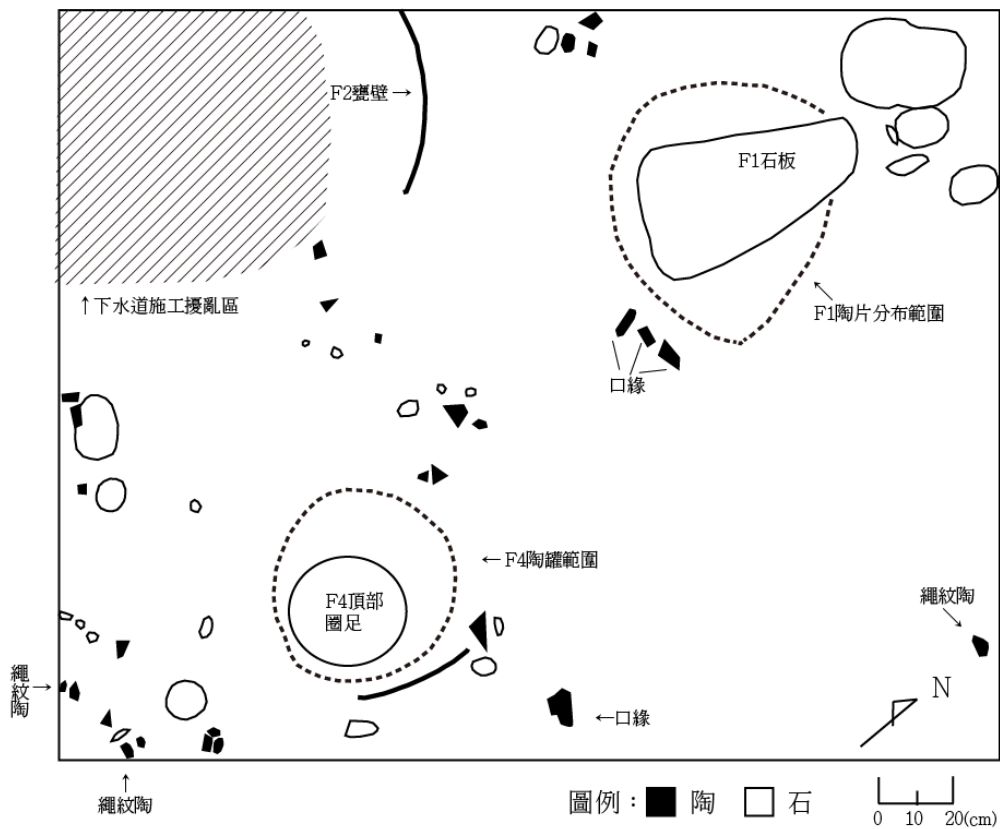 F2甕壁→
F1石板
↑下水道施工擾亂區
F1陶片分布範圍
口緣
←F4陶罐範圍
F4頂部
圈足
繩紋陶
繩紋陶→
N
←口緣
繩紋陶
圖例：陶 石
0 10 20(cm)